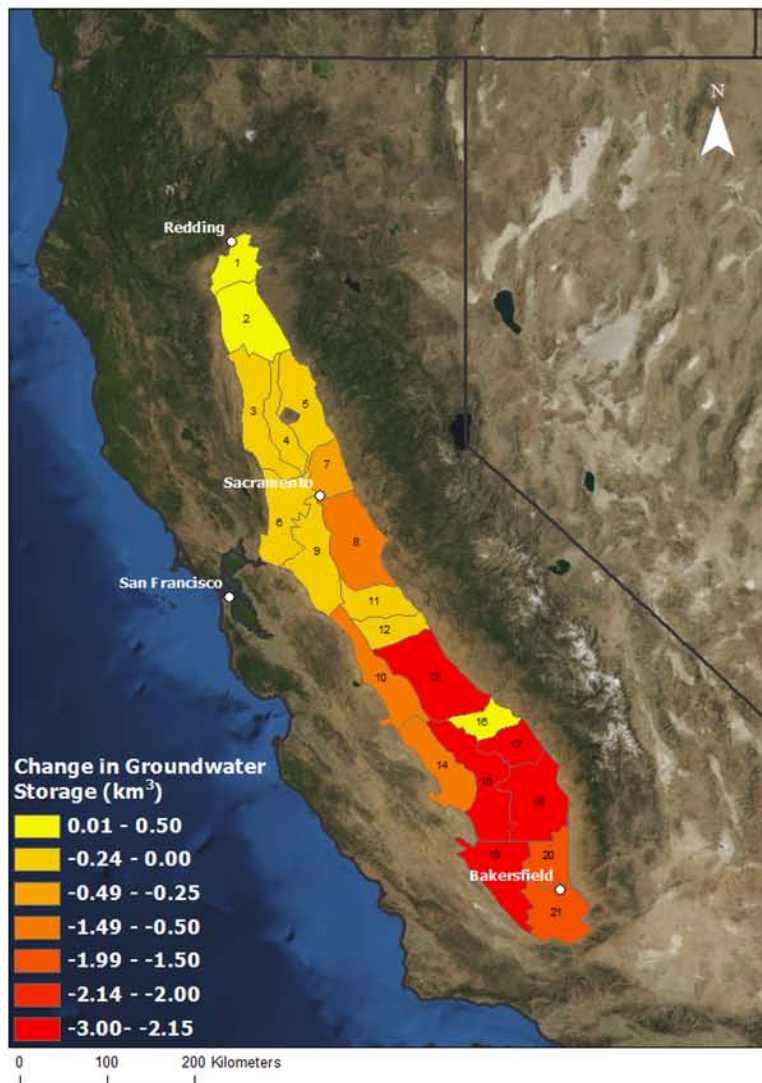 N
Redding
1
2
3
5
4
7
Sacramento
6
8
9
San Francisco
11
12
10
13
16
17
14
15
18
19
20
Bakersfield
21
Change in Groundwater
Storage (km³)
0.01 - 0.50
-0.24 - 0.00
-0.49 - -0.25
-1.49 - -0.50
-1.99 - -1.50
-2.14 - -2.00
-3.00- -2.15
0 100 200 Kilometers